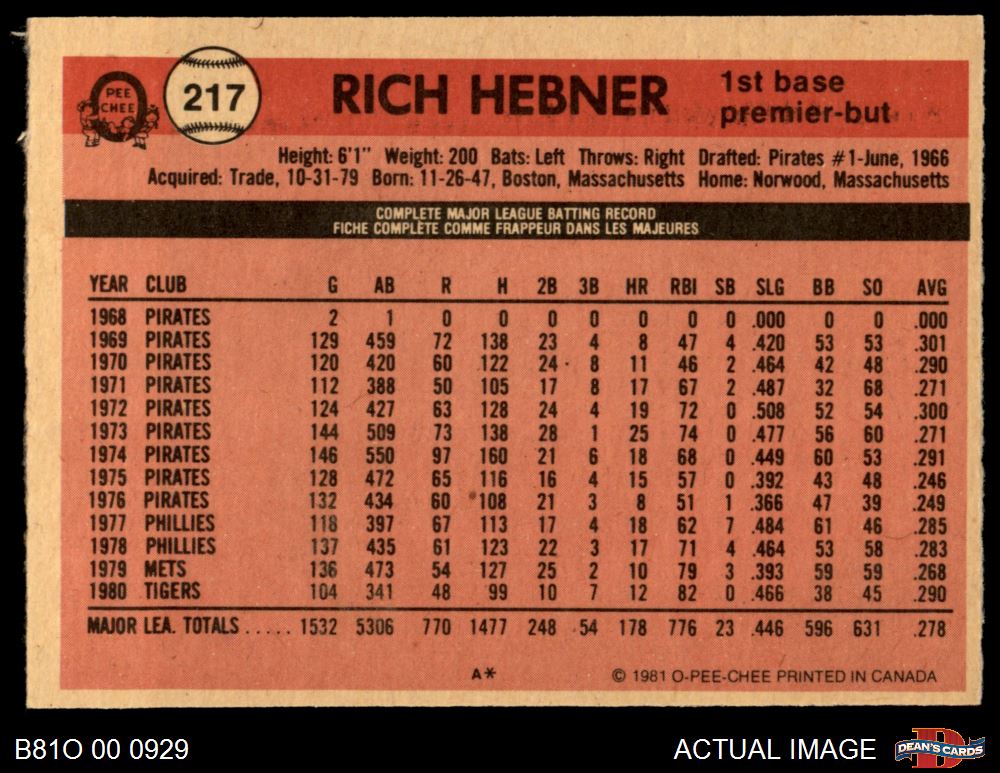 PEE CHEE
217
RICH HEBNER
1st base
premier-but
Height: 6'1" Weight: 200 Bats: Left Throws: Right Drafted: Pirates #1-June, 1966
Acquired: Trade, 10-31-79 Born: 11-26-47, Boston, Massachusetts Home: Norwood, Massachusetts
COMPLETE MAJOR LEAGUE BATTING RECORD
FICHE COMPLÈTE COMME FRAPPEUR DANS LES MAJEURES
YEAR CLUB G AB R H 2B 3B HR RBI SB SLG BB SO AVG
1968 PIRATES 2 1 0 0 0 0 0 0 0 .000 0 0 .000
1969 PIRATES 129 459 72 138 23 4 8 47 4 .420 53 53 .301
1970 PIRATES 120 420 60 122 24 8 11 46 2 .464 42 48 .290
1971 PIRATES 112 388 50 105 17 8 17 67 2 .487 32 68 .271
1972 PIRATES 124 427 63 128 24 4 19 72 0 .508 52 54 .300
1973 PIRATES 144 509 73 138 28 1 25 74 0 .477 56 60 .271
1974 PIRATES 146 550 97 160 21 6 18 68 0 .449 60 53 .291
1975 PIRATES 128 472 65 116 16 4 15 57 0 .392 43 48 .246
1976 PIRATES 132 434 60 108 21 3 8 51 1 .366 47 39 .249
1977 PHILLIES 118 397 67 113 17 4 18 62 7 .484 61 46 .285
1978 PHILLIES 137 435 61 123 22 3 17 71 4 .464 53 58 .283
1979 METS 136 473 54 127 25 2 10 79 3 .393 59 59 .268
1980 TIGERS 104 341 48 99 10 7 12 82 0 .466 38 45 .290
MAJOR LEA. TOTALS ..... 1532 5306 770 1477 248 54 178 776 23 .446 596 631 .278
A* © 1981 O-PEE-CHEE PRINTED IN CANADA
B81O 00 0929 ACTUAL IMAGE DEAN'S CARDS